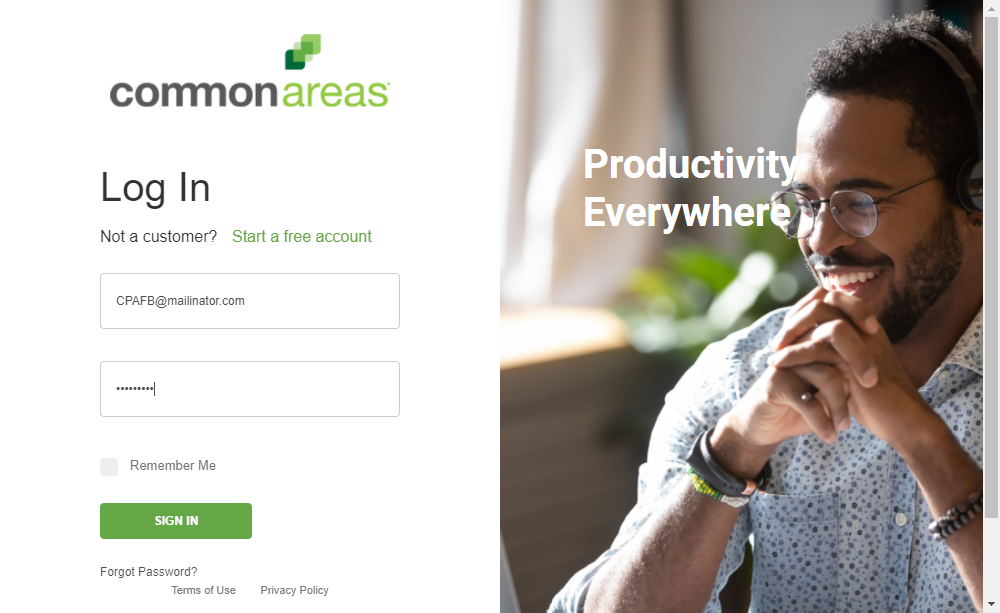 commonareas
Log In
Not a customer? Start a free account
CPAFB@mailinator.com
•••••••••
Remember Me
SIGN IN
Forgot Password?
Terms of Use Privacy Policy
Productivity
Everywhere